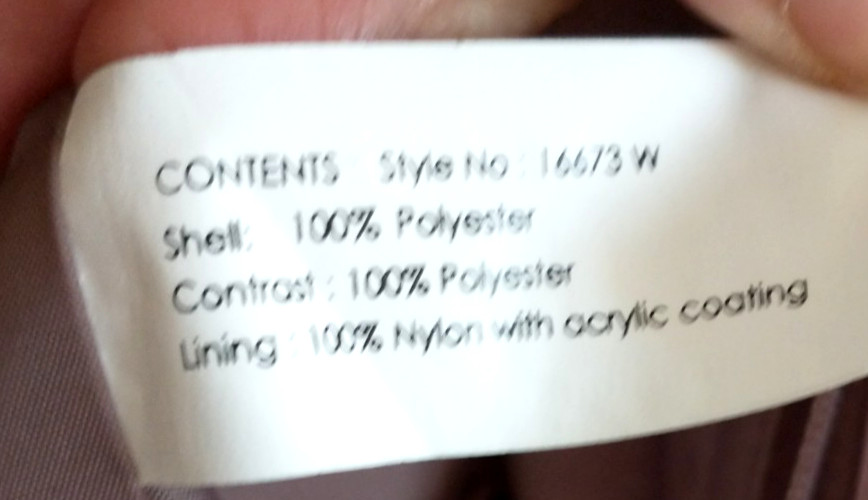 CONTENTS Style No : 16673 W
Shell: 100% Polyester
Contrast : 100% Polyester
Lining : 100% Nylon with acrylic coating